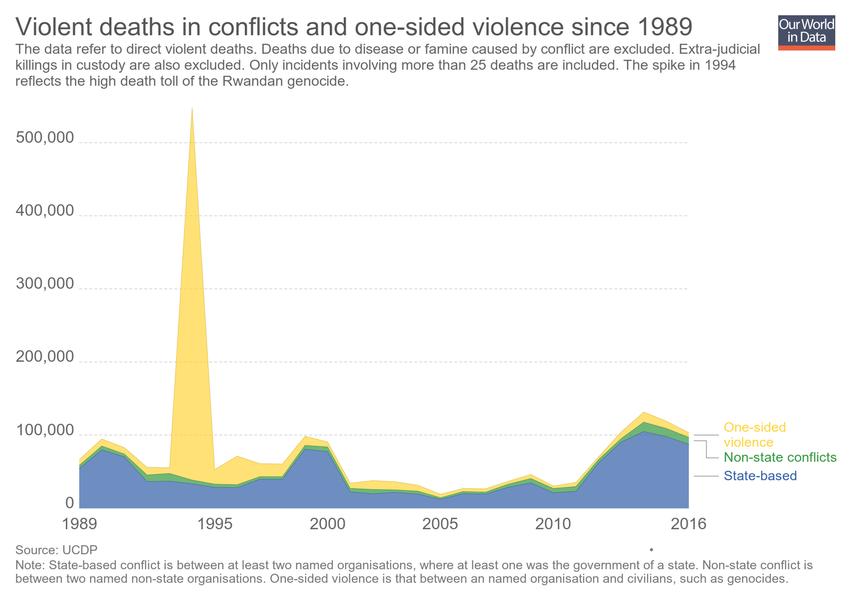 Violent deaths in conflicts and one-sided violence since 1989
Our World
in Data
The data refer to direct violent deaths. Deaths due to disease or famine caused by conflict are excluded. Extra-judicial
killings in custody are also excluded. Only incidents involving more than 25 deaths are included. The spike in 1994
reflects the high death toll of the Rwandan genocide.
500,000
400,000
300,000
200,000
100,000
0
One-sided
violence
Non-state conflicts
State-based
1989 1995 2000 2005 2010 2016
Source: UCDP
Note: State-based conflict is between at least two named organisations, where at least one was the government of a state. Non-state conflict is
between two named non-state organisations. One-sided violence is that between an named organisation and civilians, such as genocides.